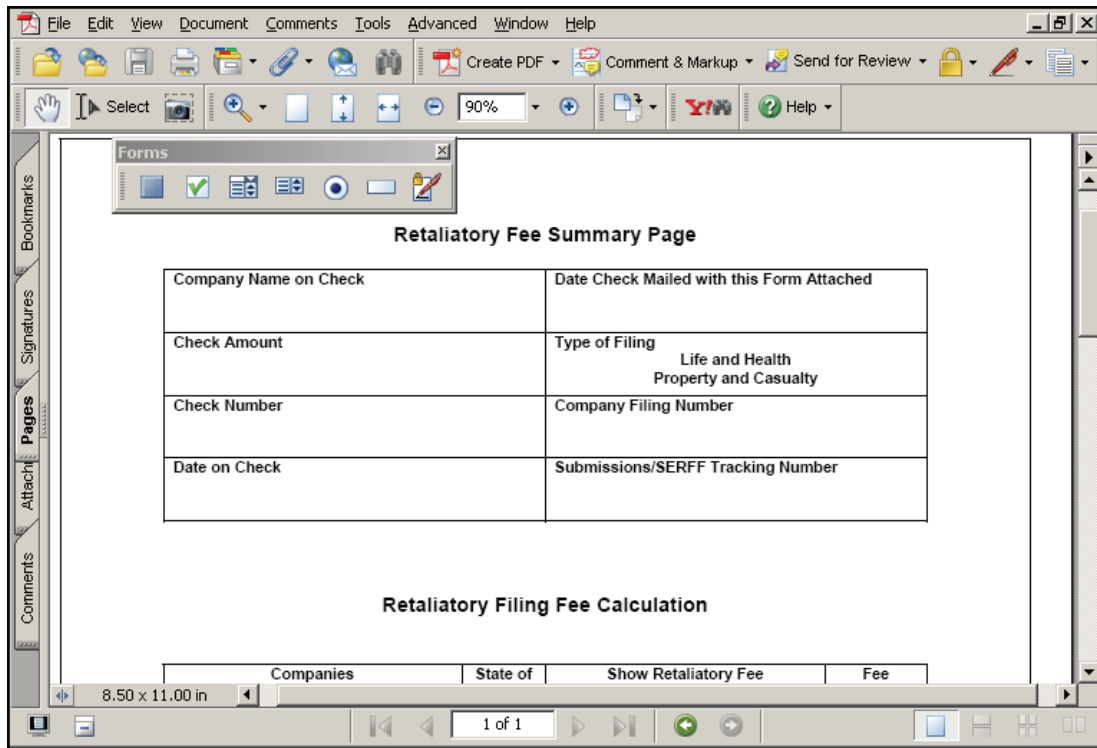 File Edit View Document Comments Tools Advanced Window Help
Create PDF Comment & Markup Send for Review
Select 90% Y! Help
Forms
Bookmarks
Signatures
Pages
Attach
Comments
Retaliatory Fee Summary Page
Company Name on Check Date Check Mailed with this Form Attached
Check Amount Type of Filing
Life and Health
Property and Casualty
Check Number Company Filing Number
Date on Check Submissions/SERFF Tracking Number
Retaliatory Filing Fee Calculation
Companies State of Show Retaliatory Fee Fee
8.50 x 11.00 in
1 of 1